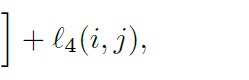 ] + ℓ₄(i, j),